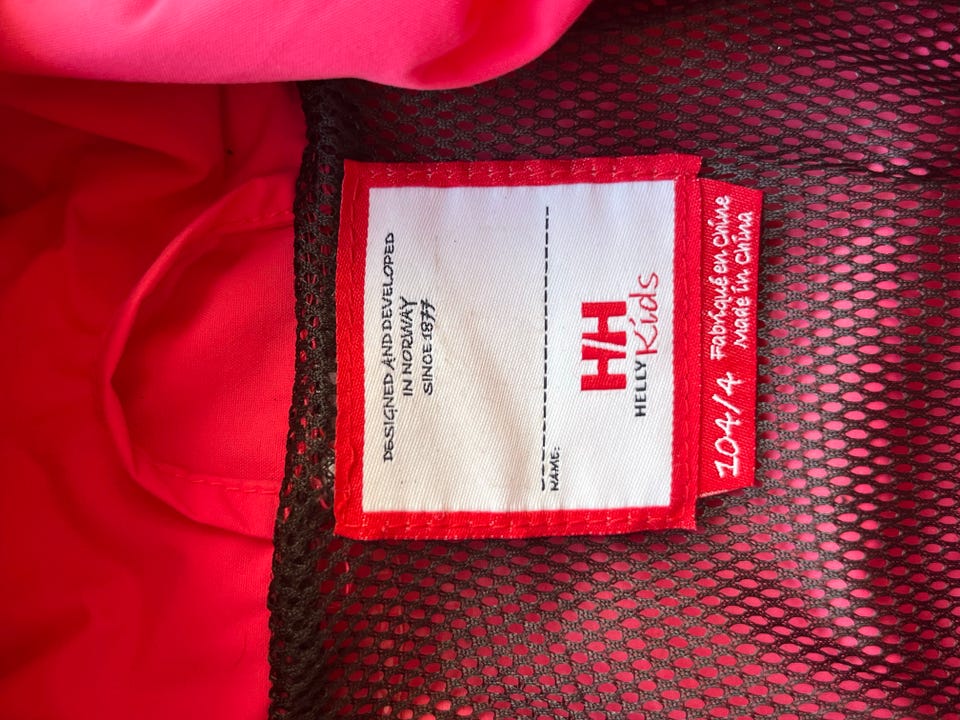 DESIGNED AND DEVELOPED
IN NORWAY
SINCE 1877
NAME:
HH
HELLY Kids
104/4 Fabriqué en Chine
Made in China